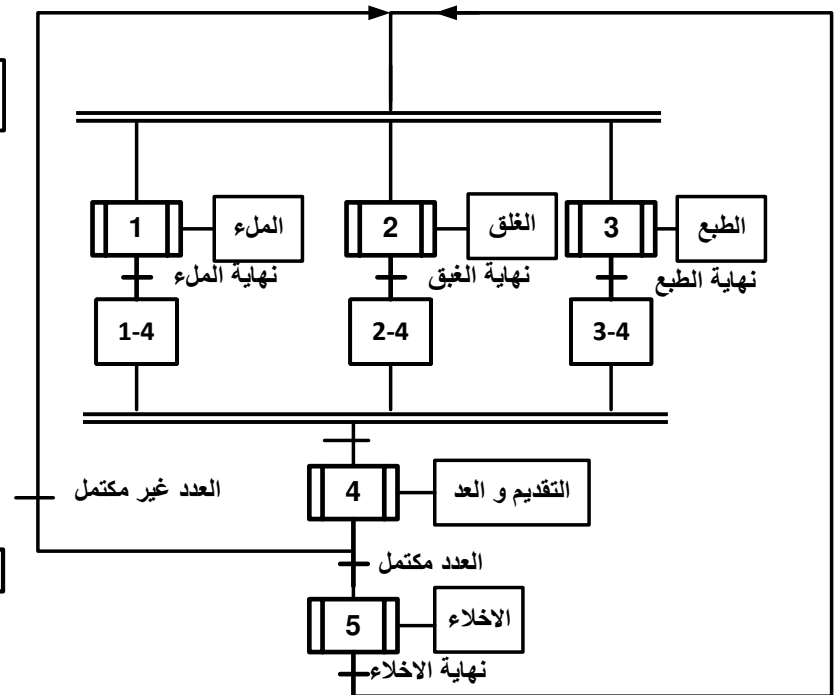 1 الملء
2 الغلق
3 الطبع
نهاية الملء
نهاية الغبق
نهاية الطبع
1-4
2-4
3-4
العدد غير مكتمل
4 التقديم و العد
العدد مكتمل
5 الاخلاء
نهاية الاخلاء